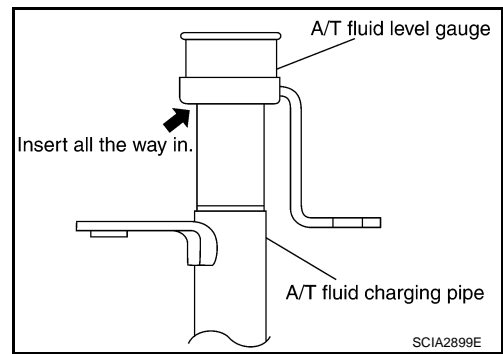 A/T fluid level gauge
Insert all the way in.
A/T fluid charging pipe
SCIA2899E